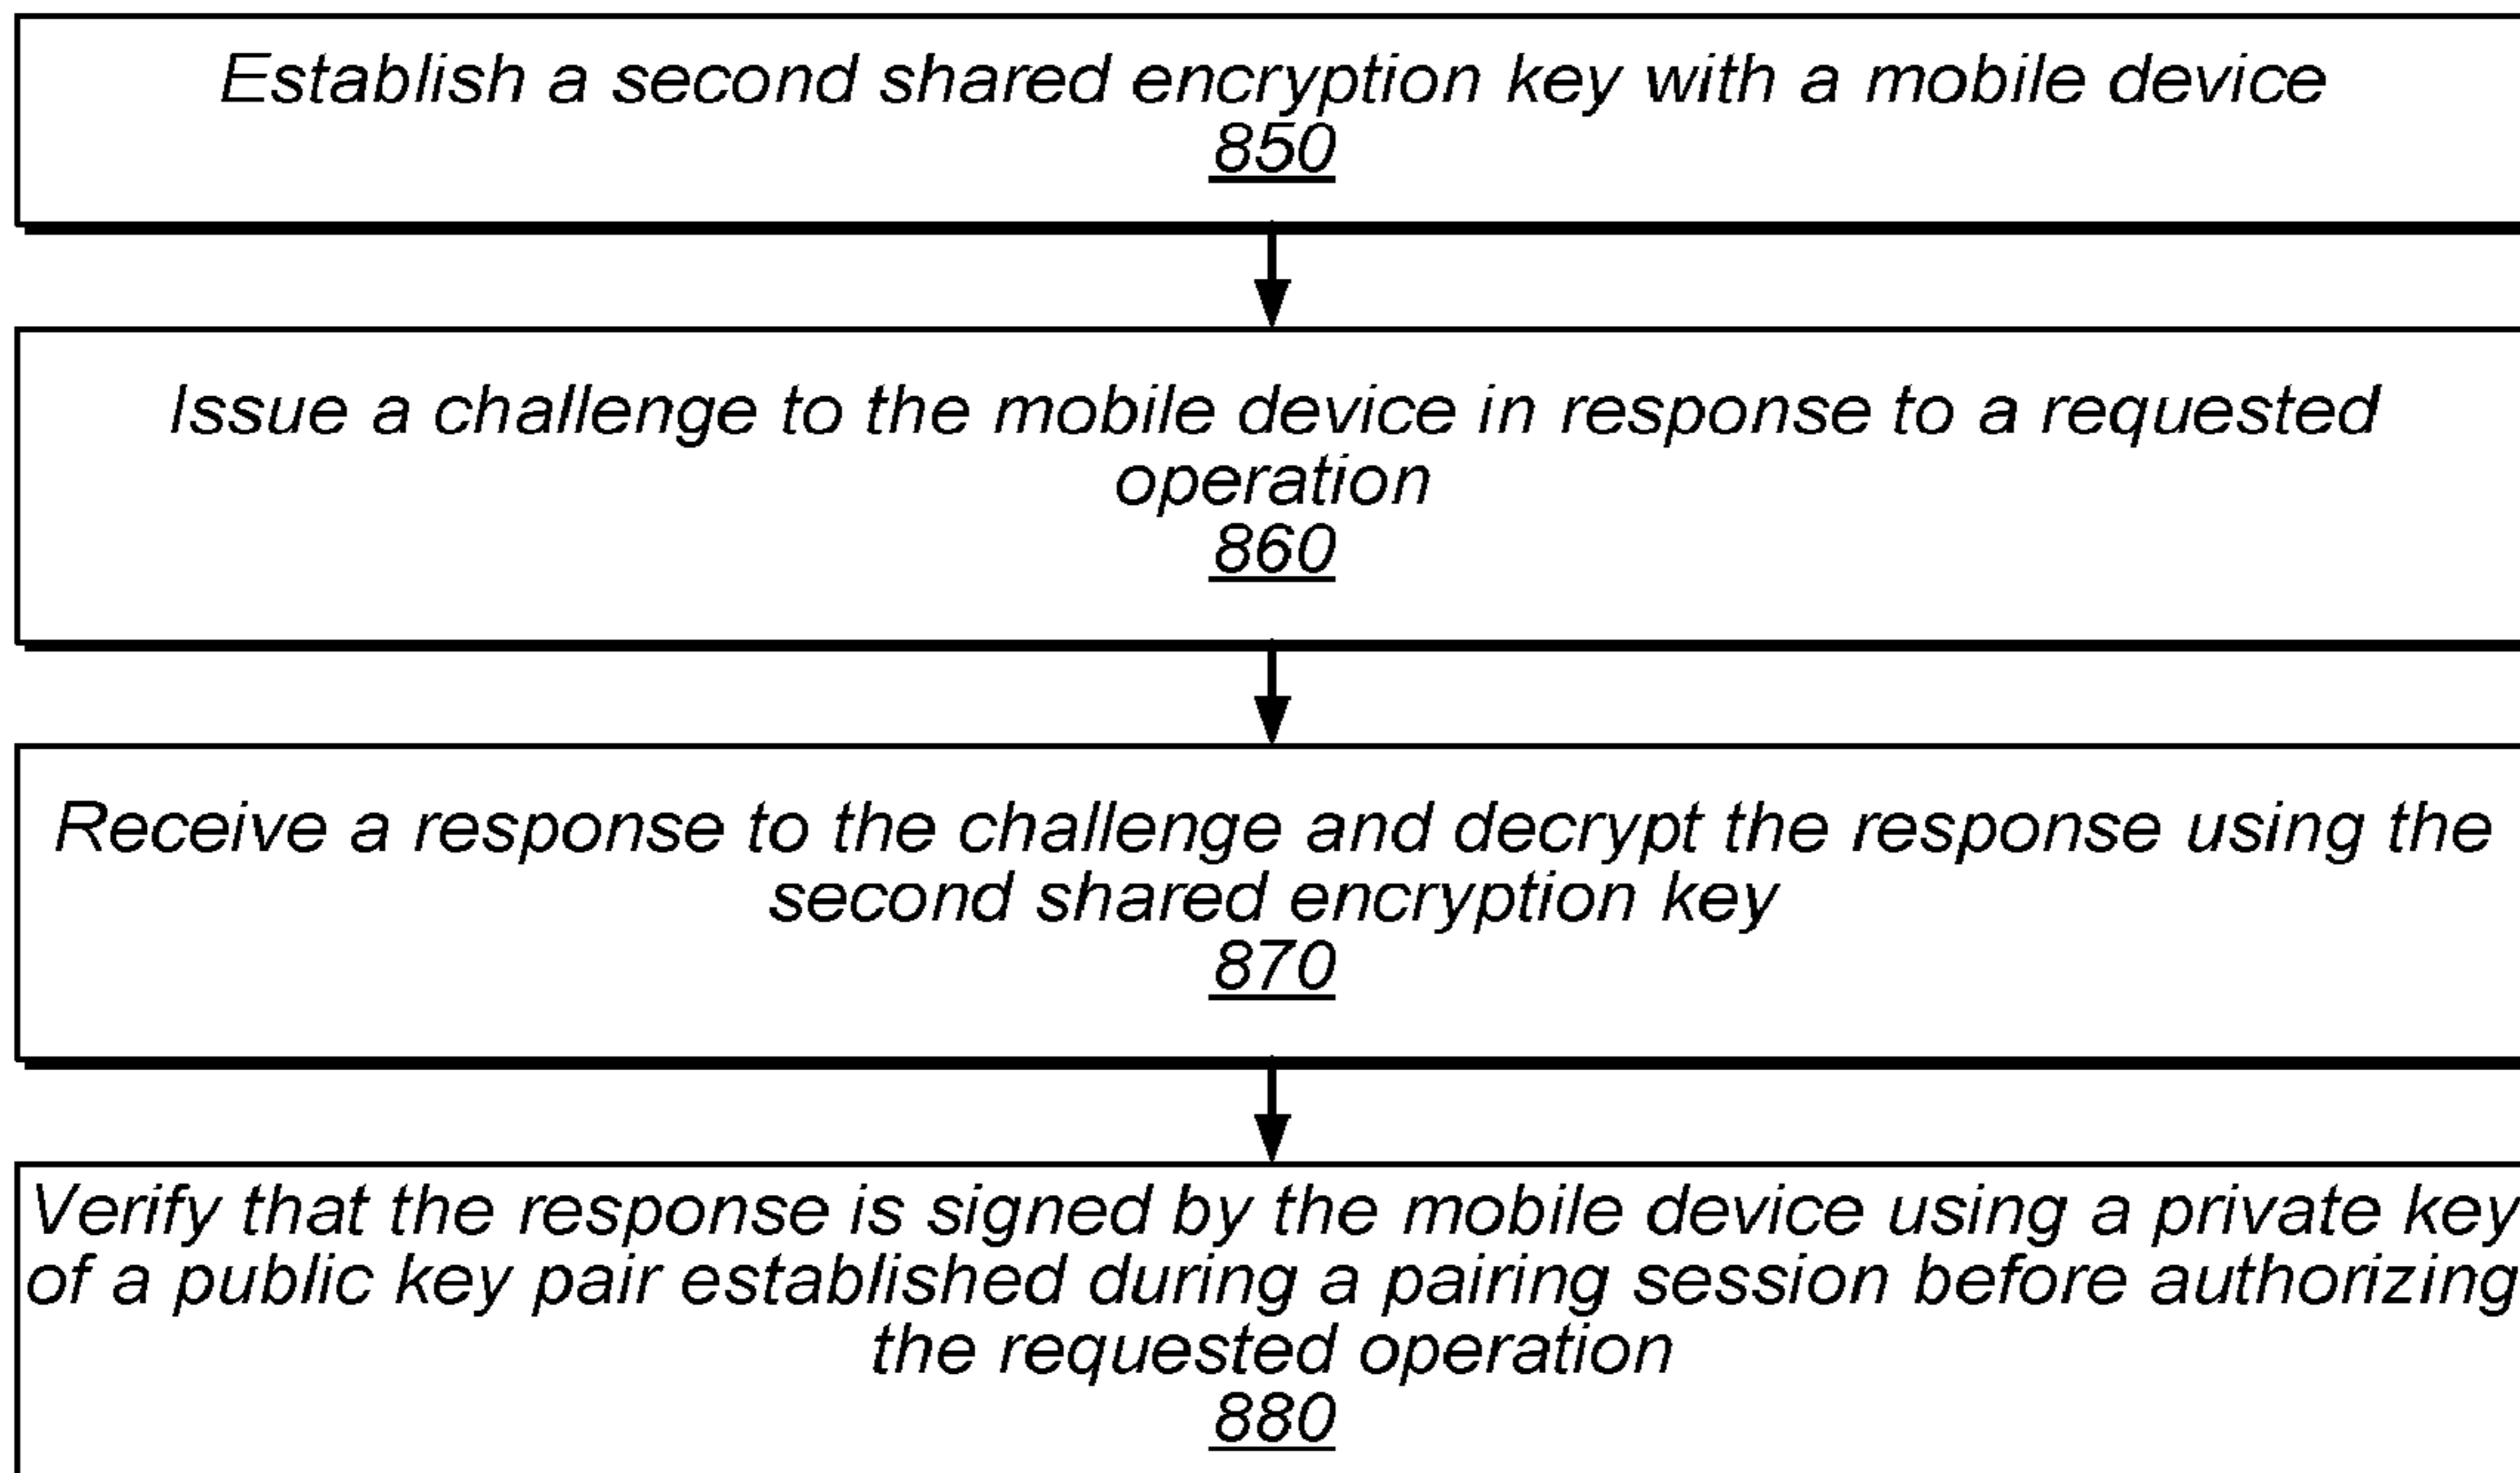 Establish a second shared encryption key with a mobile device
850
Issue a challenge to the mobile device in response to a requested
operation
860
Receive a response to the challenge and decrypt the response using the
second shared encryption key
870
Verify that the response is signed by the mobile device using a private key
of a public key pair established during a pairing session before authorizing
the requested operation
880